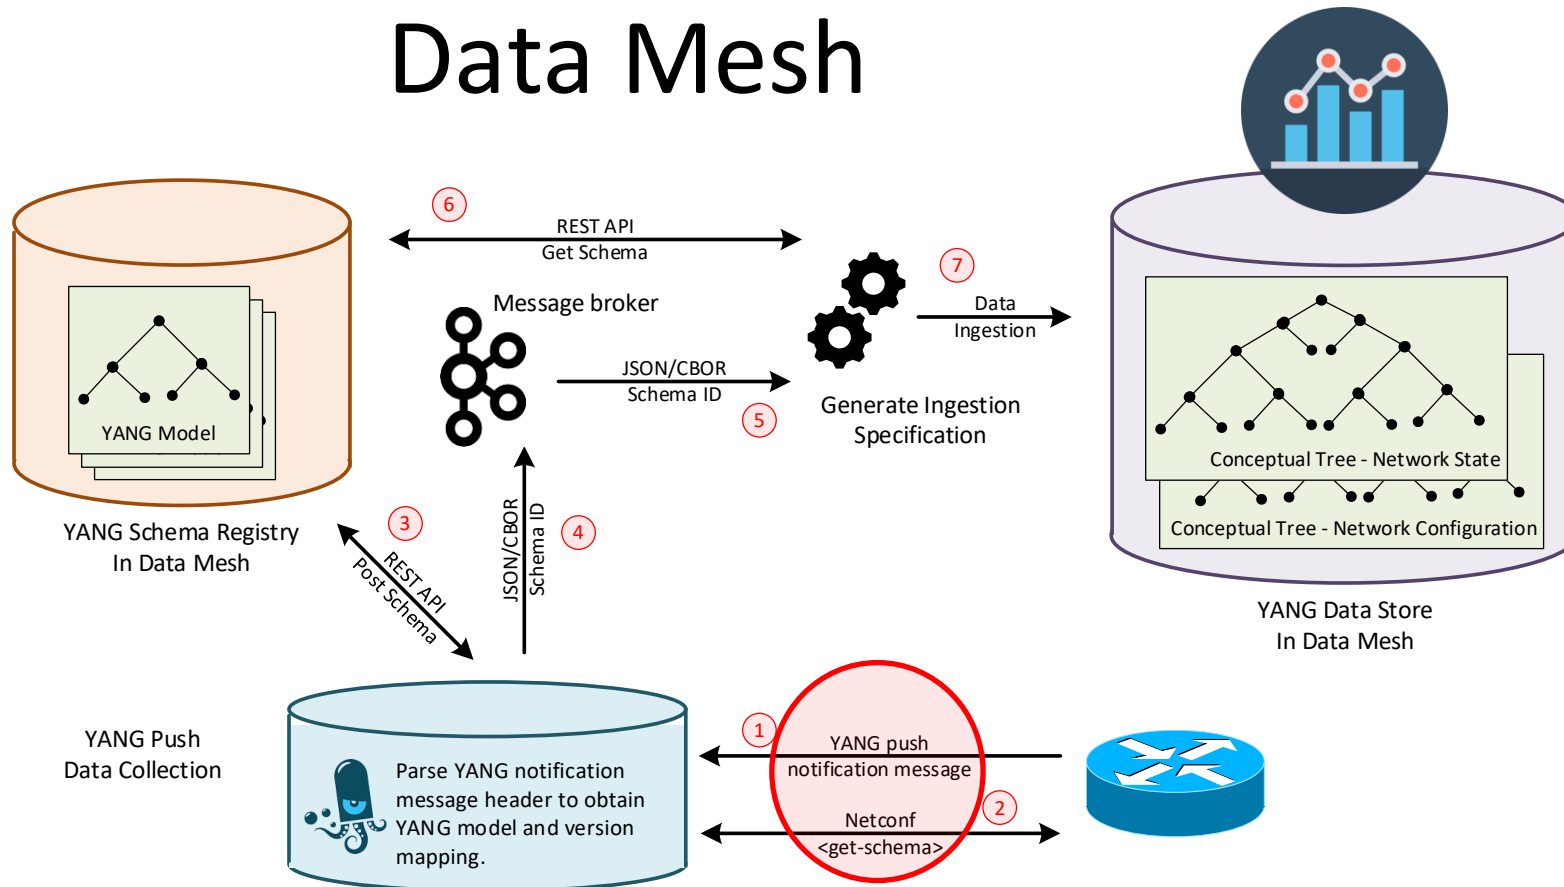 Data Mesh
6
REST API
Get Schema
7
Data
Ingestion
Message broker
JSON/CBOR
Schema ID
5
Generate Ingestion
Specification
YANG Model
YANG Schema Registry
In Data Mesh
Conceptual Tree - Network State
Conceptual Tree - Network Configuration
YANG Data Store
In Data Mesh
3
REST API
Post Schema
JSON/CBOR
Schema ID
4
YANG Push
Data Collection
Parse YANG notification
message header to obtain
YANG model and version
mapping.
1
YANG push
notification message
2
Netconf
<get-schema>